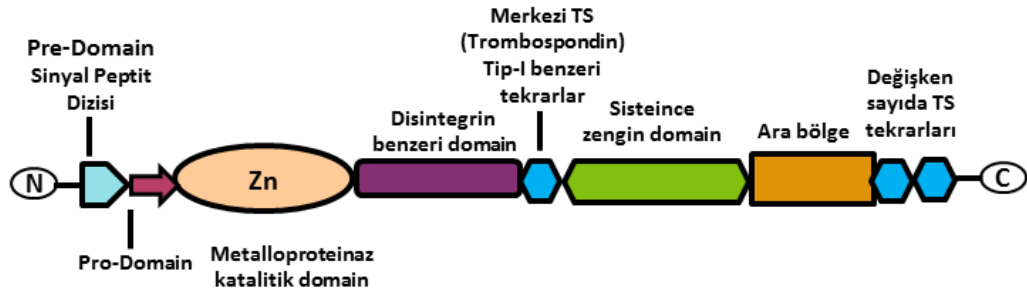 Pre-Domain
Sinyal Peptit
Dizisi
Merkezi TS
(Trombospondin)
Tip-I benzeri
tekrarlar
Disintegrin
benzeri domain
Sisteince
zengin domain
Ara bölge
Değişken
sayıda TS
tekrarları
N
Zn
C
Pro-Domain
Metalloproteinaz
katalitik domain